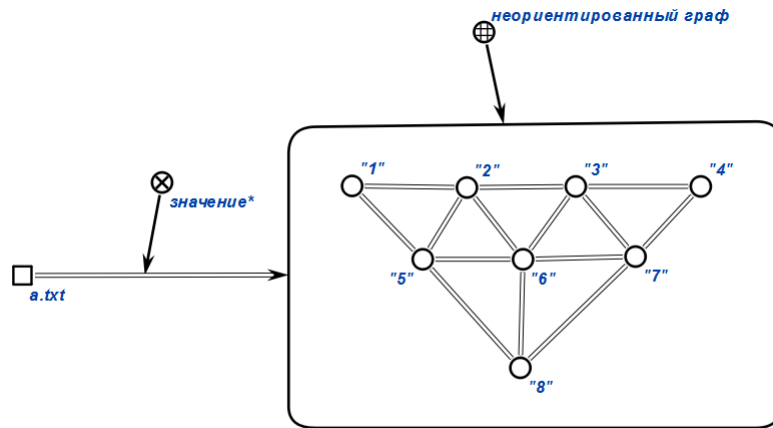 неориентированный граф
"1"
"2"
"3"
"4"
значение*
"5"
"6"
"7"
a.txt
"8"